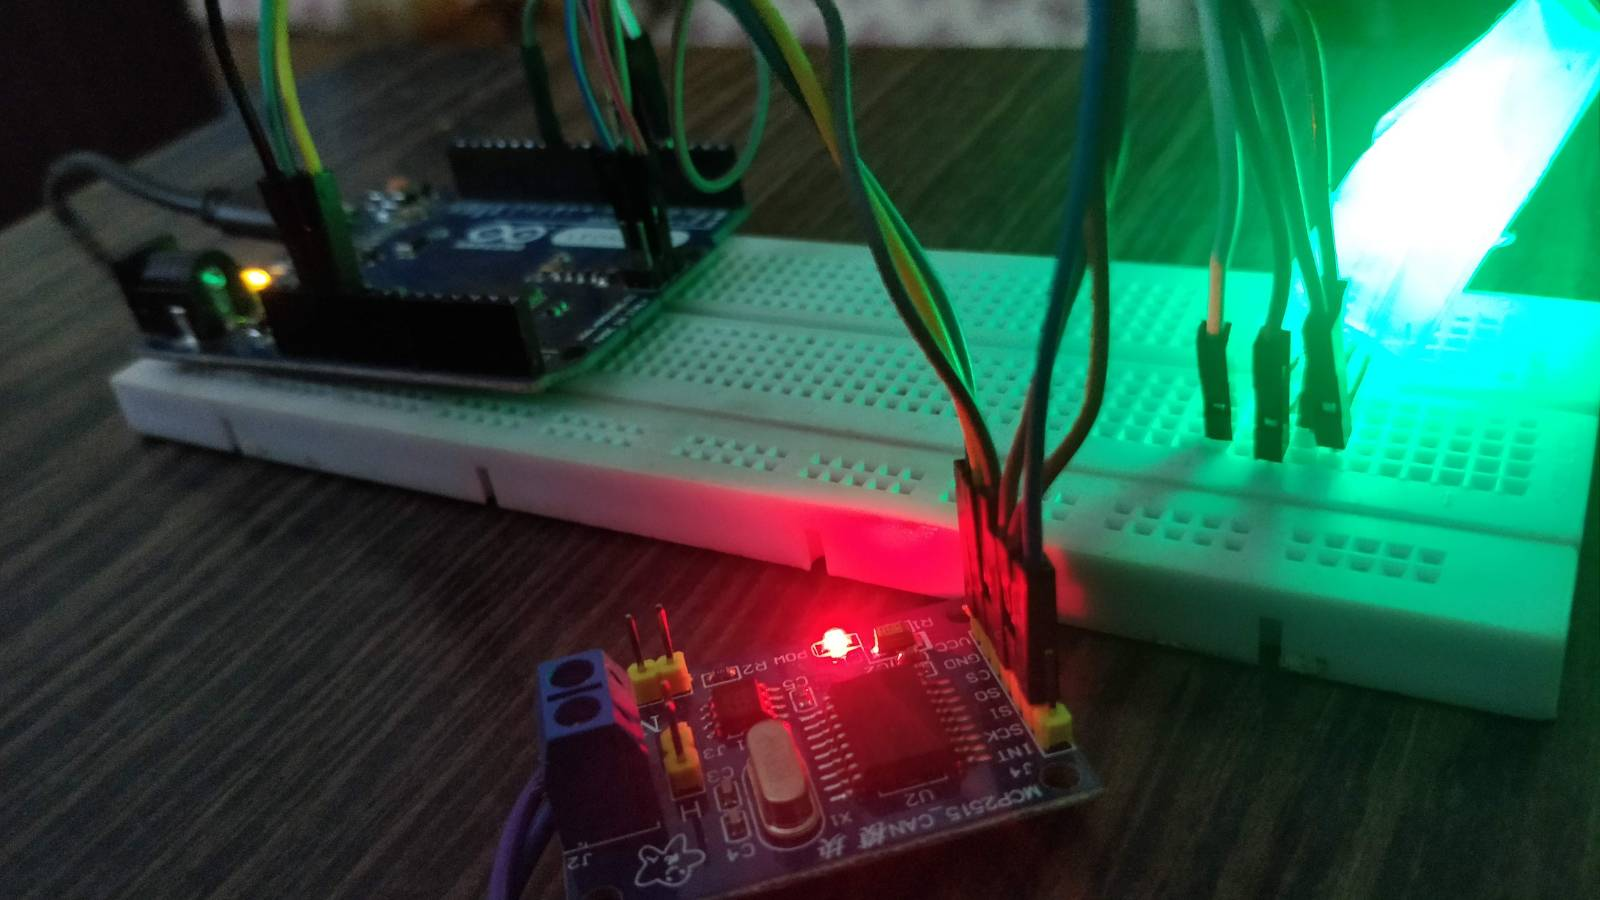 R1
VCC
GND
CS
SO
SI
SCK
INT
J4
POW
R2
C5
J3
C3
C4
X1
U2
H
J2
MCP2515_CAN模块